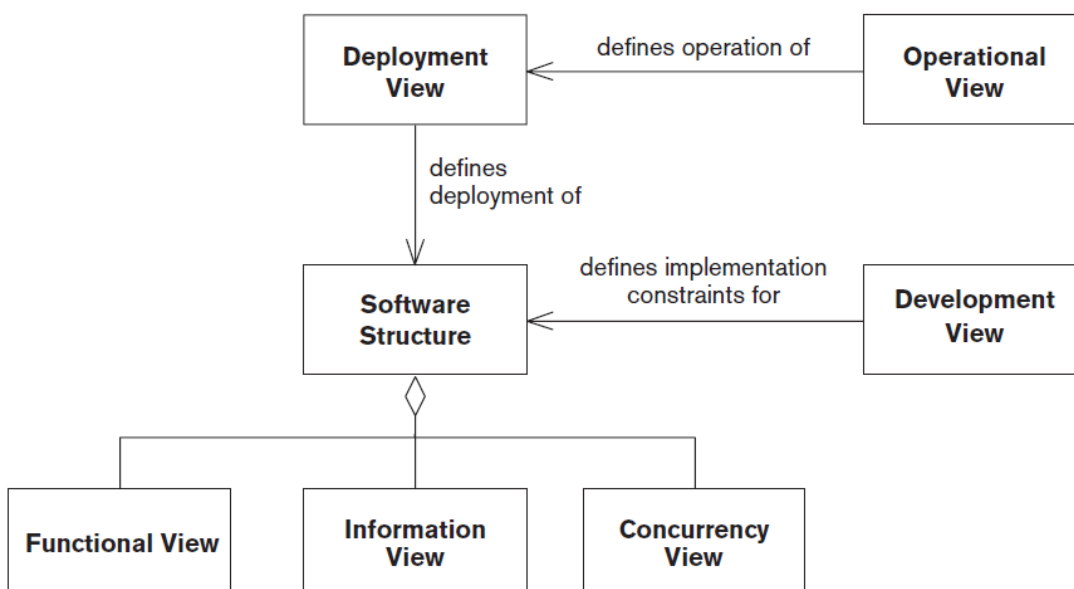 Deployment
View
defines operation of
Operational
View
defines
deployment of
Software
Structure
defines implementation
constraints for
Development
View
Functional View
Information
View
Concurrency
View